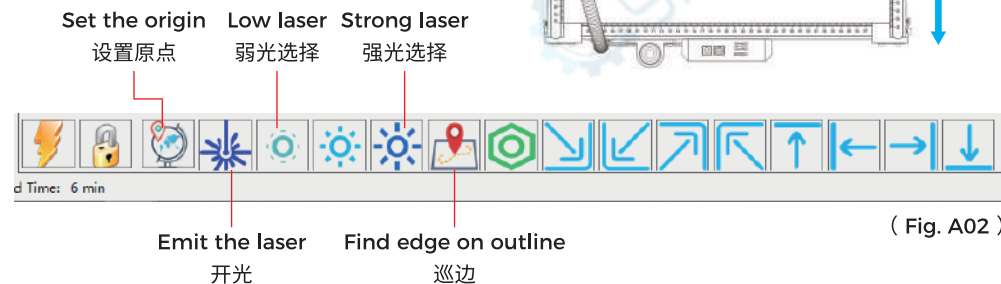 Set the origin
设置原点
Low laser
弱光选择
Strong laser
强光选择
d Time: 6 min
( Fig. A02 )
Emit the laser
开光
Find edge on outline
巡边